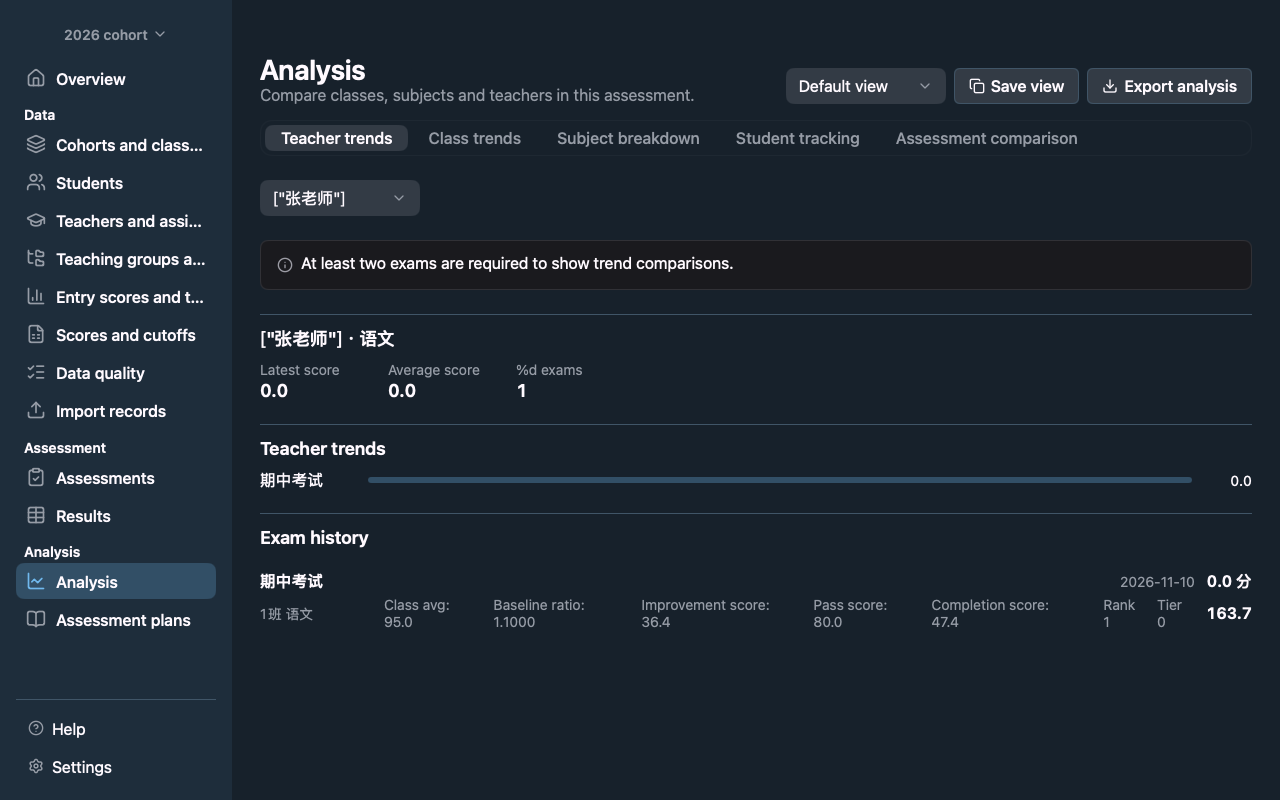 2026 cohort
Overview
Data
Cohorts and class...
Students
Teachers and assi...
Teaching groups a...
Entry scores and t...
Scores and cutoffs
Data quality
Import records
Assessment
Assessments
Results
Analysis
Analysis
Assessment plans
Help
Settings
Analysis
Compare classes, subjects and teachers in this assessment.
Default view
Save view
Export analysis
Teacher trends
Class trends
Subject breakdown
Student tracking
Assessment comparison
["张老师"]
At least two exams are required to show trend comparisons.
["张老师"] · 语文
Latest score
0.0
Average score
0.0
%d exams
1
Teacher trends
期中考试
0.0
Exam history
期中考试
2026-11-10 0.0 分
1班 语文
Class avg:
95.0
Baseline ratio:
1.1000
Improvement score:
36.4
Pass score:
80.0
Completion score:
47.4
Rank
1
Tier
0
163.7